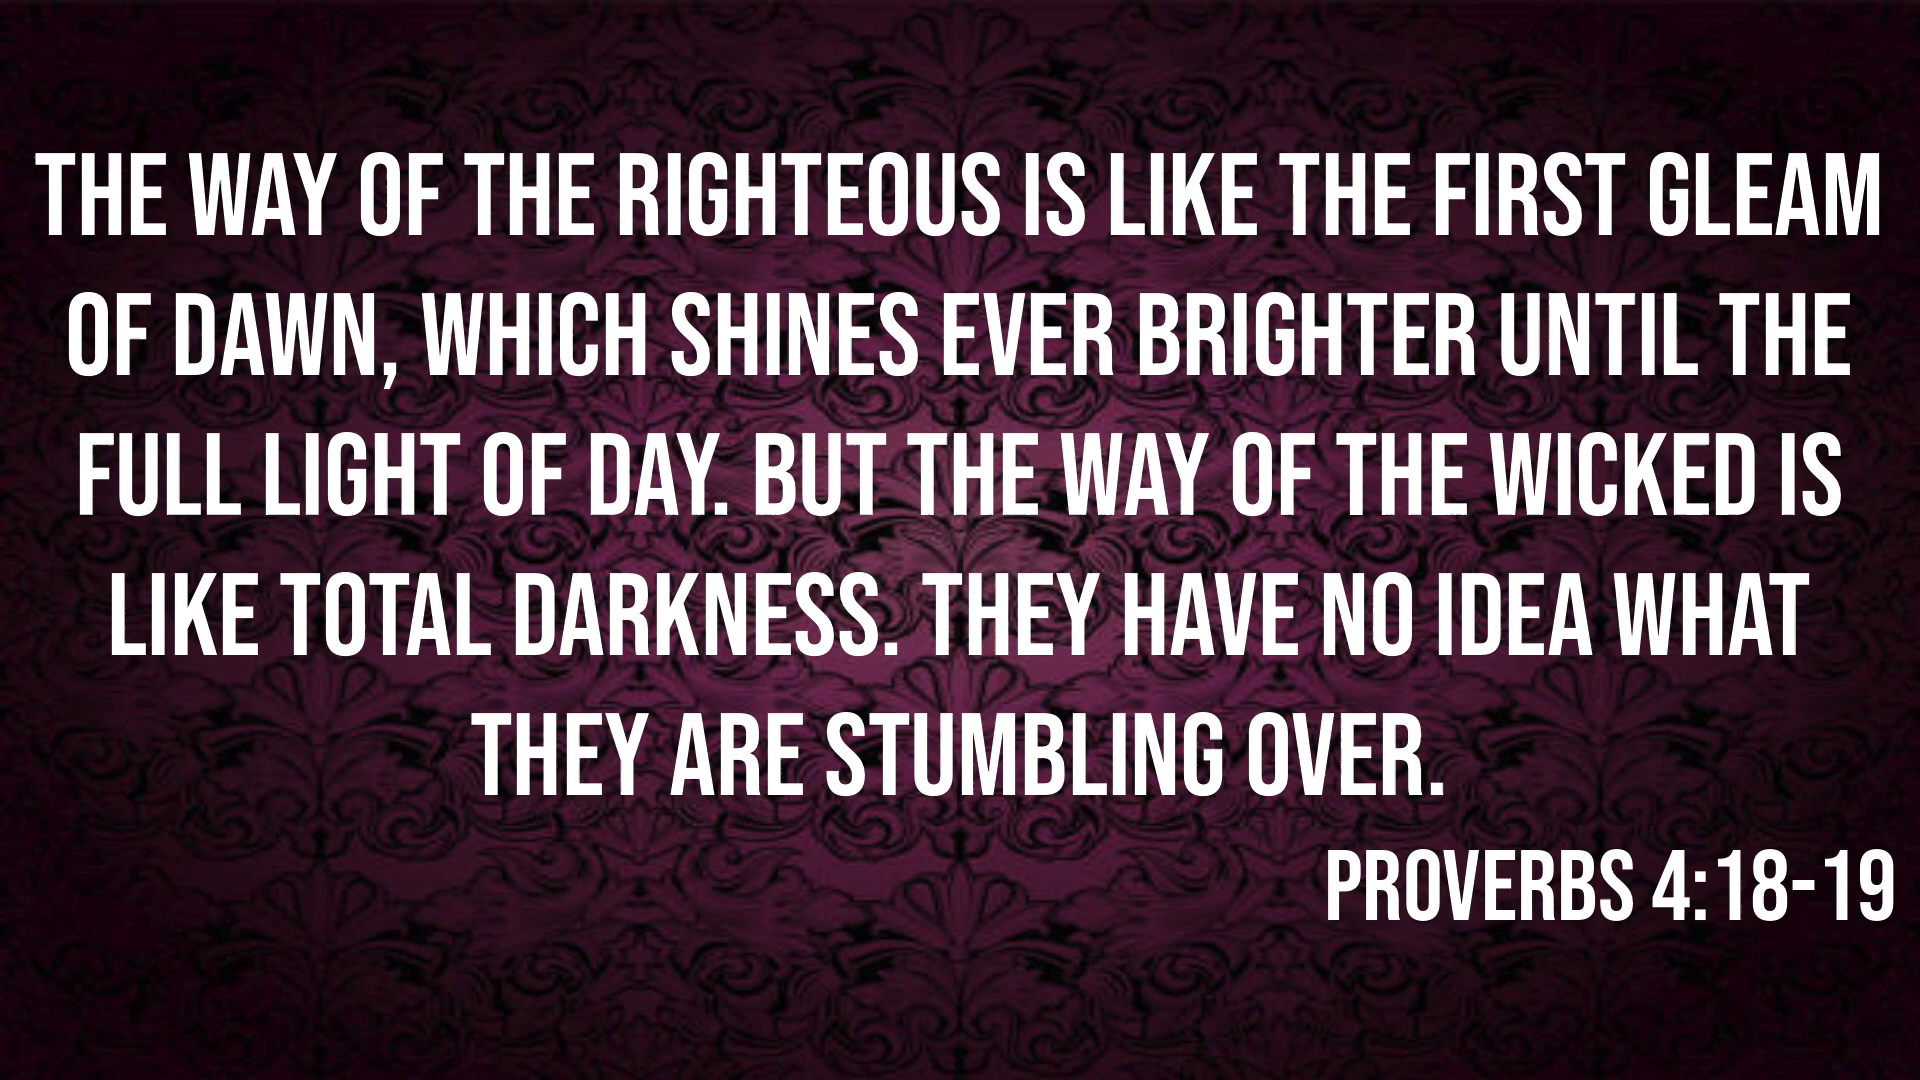 THE WAY OF THE RIGHTEOUS IS LIKE THE FIRST GLEAM
OF DAWN, WHICH SHINES EVER BRIGHTER UNTIL THE
FULL LIGHT OF DAY. BUT THE WAY OF THE WICKED IS
LIKE TOTAL DARKNESS. THEY HAVE NO IDEA WHAT
THEY ARE STUMBLING OVER.
PROVERBS 4:18-19